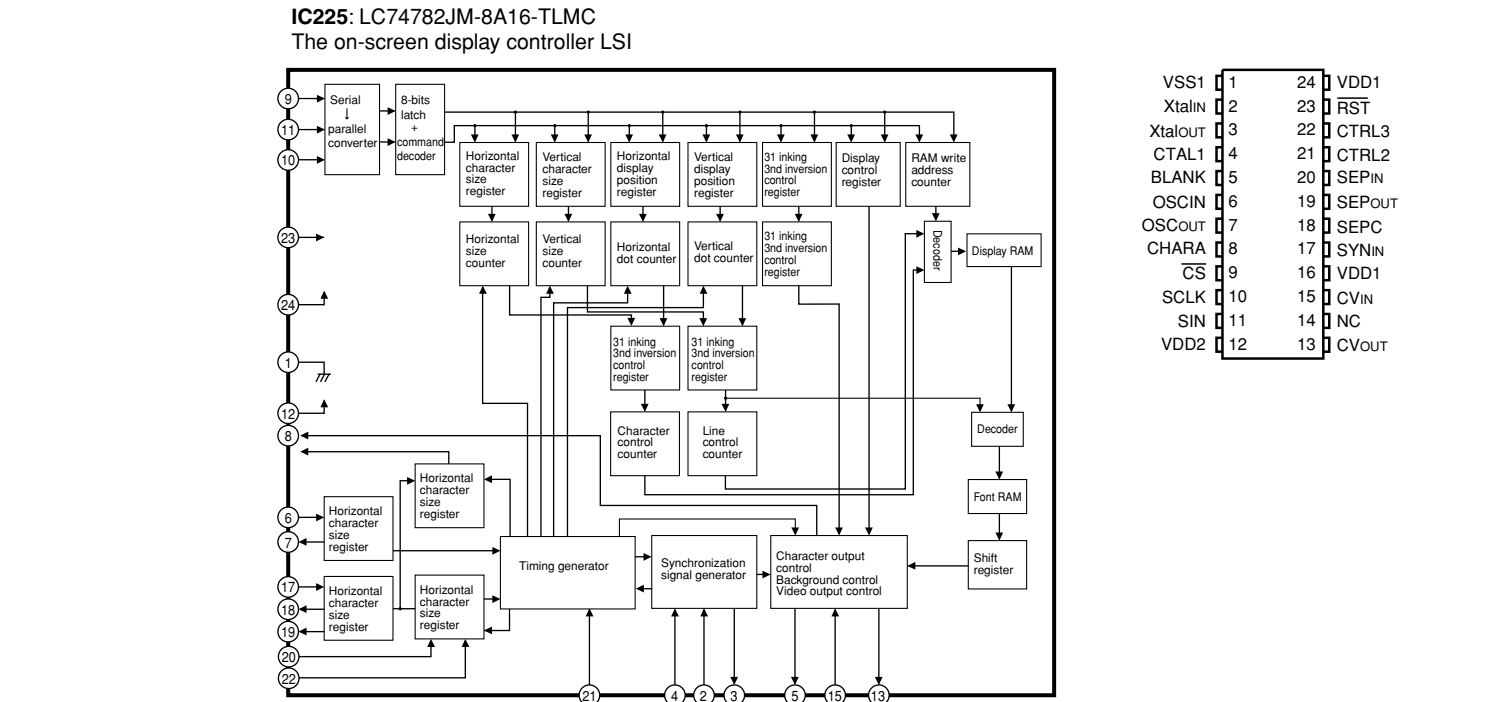 IC225: LC74782JM-8A16-TLMC
The on-screen display controller LSI
9
11
10
23
24
1
12
8
6
7
17
18
19
20
22
Serial
↓
parallel
converter
8-bits
latch
+
command
decoder
Horizontal
character
size
register
Vertical
character
size
register
Horizontal
display
position
register
Vertical
display
position
register
31 inking
3nd inversion
control
register
Display
control
register
RAM write
address
counter
Horizontal
size
counter
Vertical
size
counter
Horizontal
dot counter
Vertical
dot counter
31 inking
3nd inversion
control
register
Decoder
Display RAM
31 inking
3nd inversion
control
register
31 inking
3nd inversion
control
register
Character
control
counter
Line
control
counter
Decoder
Font RAM
Shift
register
Horizontal
character
size
register
Horizontal
character
size
register
Horizontal
character
size
register
Horizontal
character
size
register
Timing generator
Synchronization
signal generator
Character output
control
Background control
Video output control
21
4
2
3
5
15
13
VSS1 1 24 VDD1
XtalIN 2 23 RST
XtalOUT 3 22 CTRL3
CTAL1 4 21 CTRL2
BLANK 5 20 SEPIN
OSCIN 6 19 SEPOUT
OSCOUT 7 18 SEPC
CHARA 8 17 SYNIN
CS 9 16 VDD1
SCLK 10 15 CVIN
SIN 11 14 NC
VDD2 12 13 CVOUT